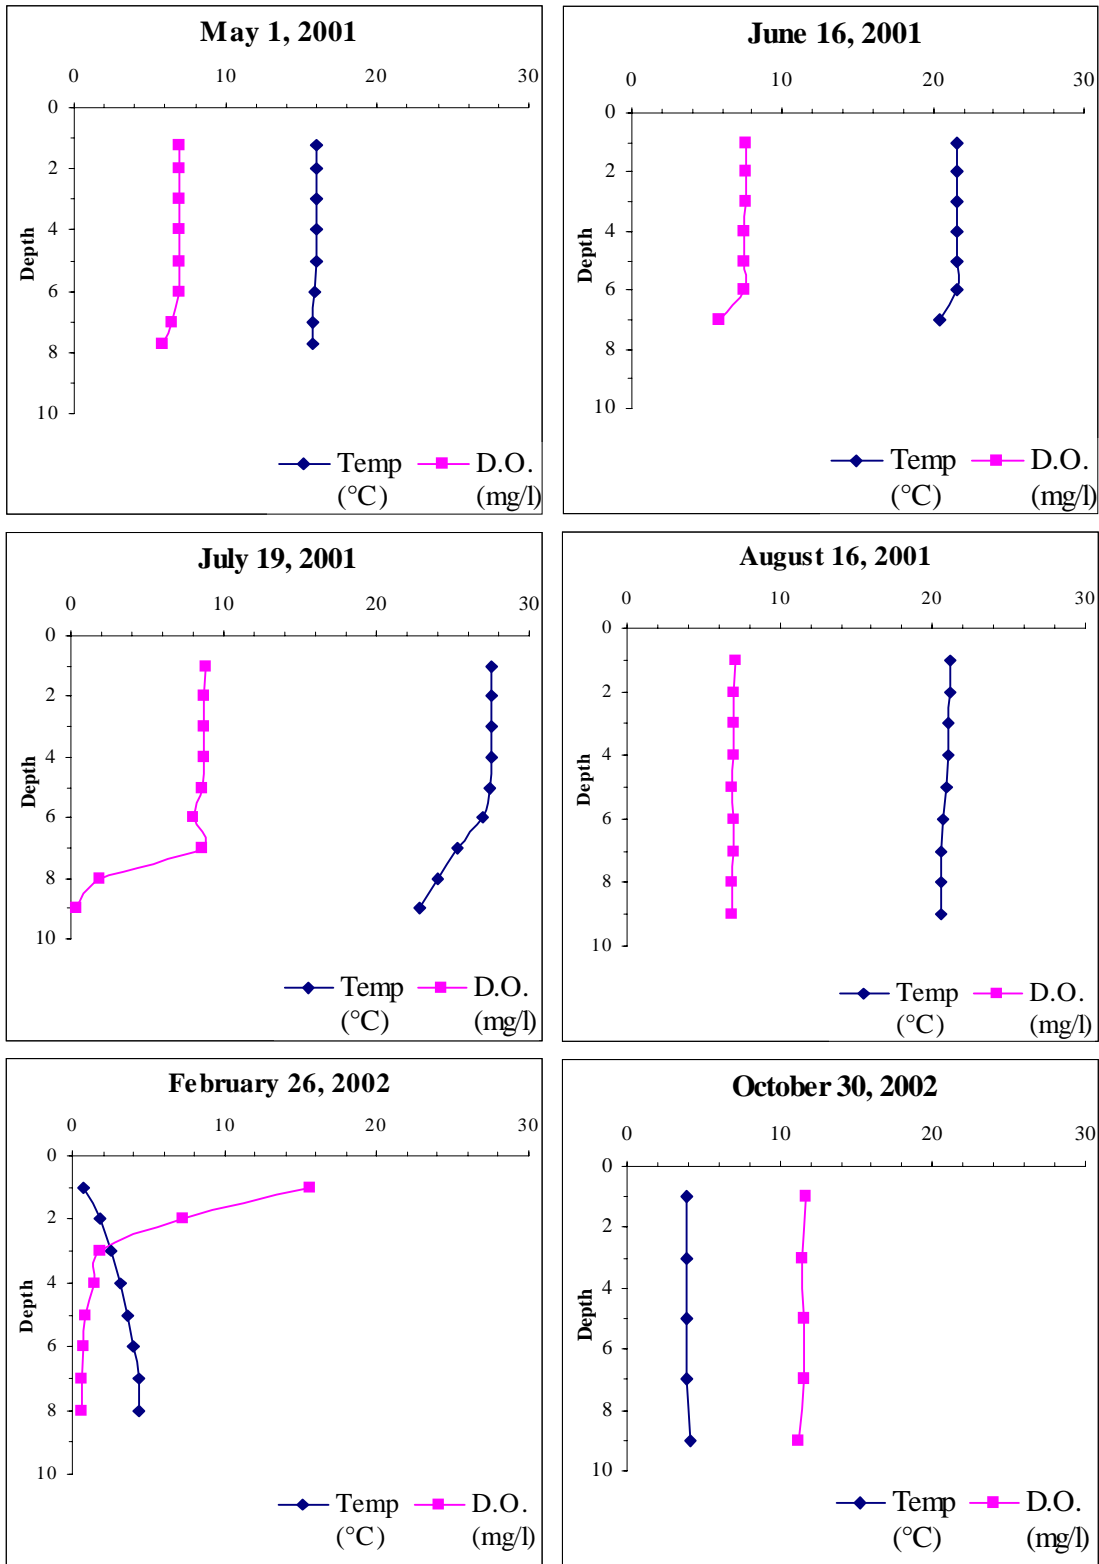 May 1, 2001
0 10 20 30
0
2
4
6
8
10
Depth
Temp (°C) D.O. (mg/l)
June 16, 2001
0 10 20 30
0
2
4
6
8
10
Depth
Temp (°C) D.O. (mg/l)
July 19, 2001
0 10 20 30
0
2
4
6
8
10
Depth
Temp (°C) D.O. (mg/l)
August 16, 2001
0 10 20 30
0
2
4
6
8
10
Depth
Temp (°C) D.O. (mg/l)
February 26, 2002
0 10 20 30
0
2
4
6
8
10
Depth
Temp (°C) D.O. (mg/l)
October 30, 2002
0 10 20 30
0
2
4
6
8
10
Depth
Temp (°C) D.O. (mg/l)